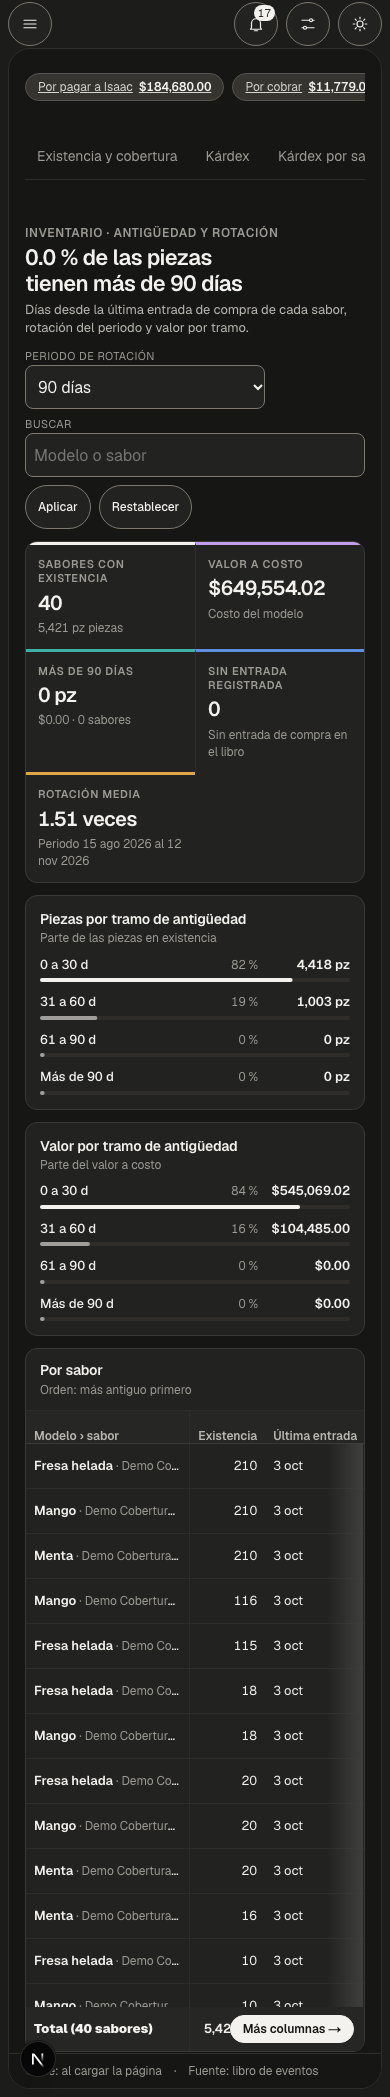 17
Por pagar a Isaac $184,680.00 Por cobrar $11,779.0
Existencia y cobertura Kárdex Kárdex por sa
INVENTARIO · ANTIGÜEDAD Y ROTACIÓN
0.0 % de las piezas
tienen más de 90 días
Días desde la última entrada de compra de cada sabor,
rotación del periodo y valor por tramo.
PERIODO DE ROTACIÓN
90 días
BUSCAR
Modelo o sabor
Aplicar Restablecer
SABORES CON
EXISTENCIA
40
5,421 pz piezas
VALOR A COSTO
$649,554.02
Costo del modelo
MÁS DE 90 DÍAS
0 pz
$0.00 · 0 sabores
SIN ENTRADA
REGISTRADA
0
Sin entrada de compra en
el libro
ROTACIÓN MEDIA
1.51 veces
Periodo 15 ago 2026 al 12
nov 2026
Piezas por tramo de antigüedad
Parte de las piezas en existencia
0 a 30 d 82 % 4,418 pz
31 a 60 d 19 % 1,003 pz
61 a 90 d 0 % 0 pz
Más de 90 d 0 % 0 pz
Valor por tramo de antigüedad
Parte del valor a costo
0 a 30 d 84 % $545,069.02
31 a 60 d 16 % $104,485.00
61 a 90 d 0 % $0.00
Más de 90 d 0 % $0.00
Por sabor
Orden: más antiguo primero
Modelo › sabor Existencia Última entrada
Fresa helada · Demo Co... 210 3 oct
Mango · Demo Cobertur... 210 3 oct
Menta · Demo Cobertura... 210 3 oct
Mango · Demo Cobertur... 116 3 oct
Fresa helada · Demo Co... 115 3 oct
Fresa helada · Demo Co... 18 3 oct
Mango · Demo Cobertur... 18 3 oct
Fresa helada · Demo Co... 20 3 oct
Mango · Demo Cobertur... 20 3 oct
Menta · Demo Cobertura... 20 3 oct
Menta · Demo Cobertura... 16 3 oct
Fresa helada · Demo Co... 10 3 oct
Mango · Demo Cobertur... 10 3 oct
Total (40 sabores) 5,42 Más columnas →
N e: al cargar la página · Fuente: libro de eventos